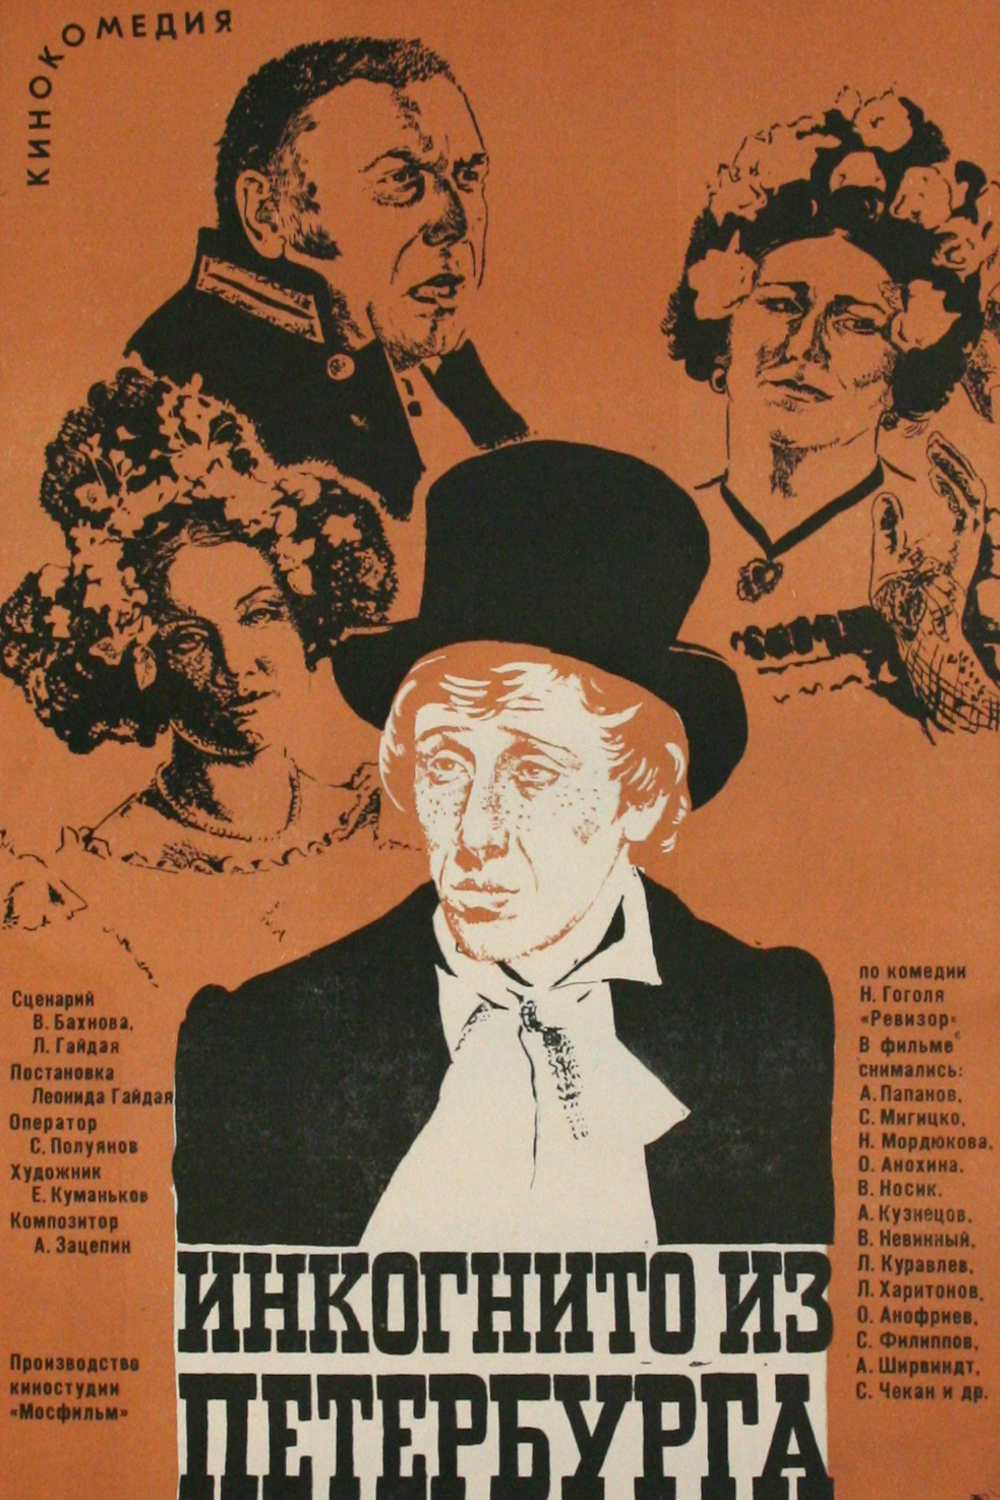 КИНОКОМЕДИЯ
Сценарий
В. Бахнова,
Л. Гайдая
Постановка
Леонида Гайдая
Оператор
С. Полуянов
Художник
Е. Куманьков
Композитор
А. Зацепин
Производство
киностудии
«Мосфильм»
по комедии
Н. Гоголя
«Ревизор»
В фильме
снимались:
А. Папанов,
С. Мигицко,
Н. Мордюкова,
О. Анохина,
В. Носик,
А. Кузнецов,
В. Невинный,
Л. Куравлев,
Л. Харитонов,
О. Анофриев,
С. Филиппов,
А. Ширвиндт,
С. Чекан и др.
ИНКОГНИТО ИЗ
ПЕТЕРБУРГА